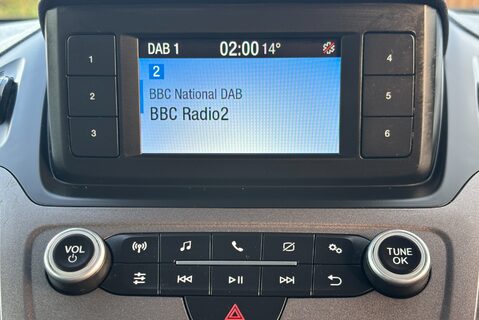 DAB 1 02:00 14°
2
BBC National DAB
BBC Radio2
1
2
3
4
5
6
VOL
TUNE
OK